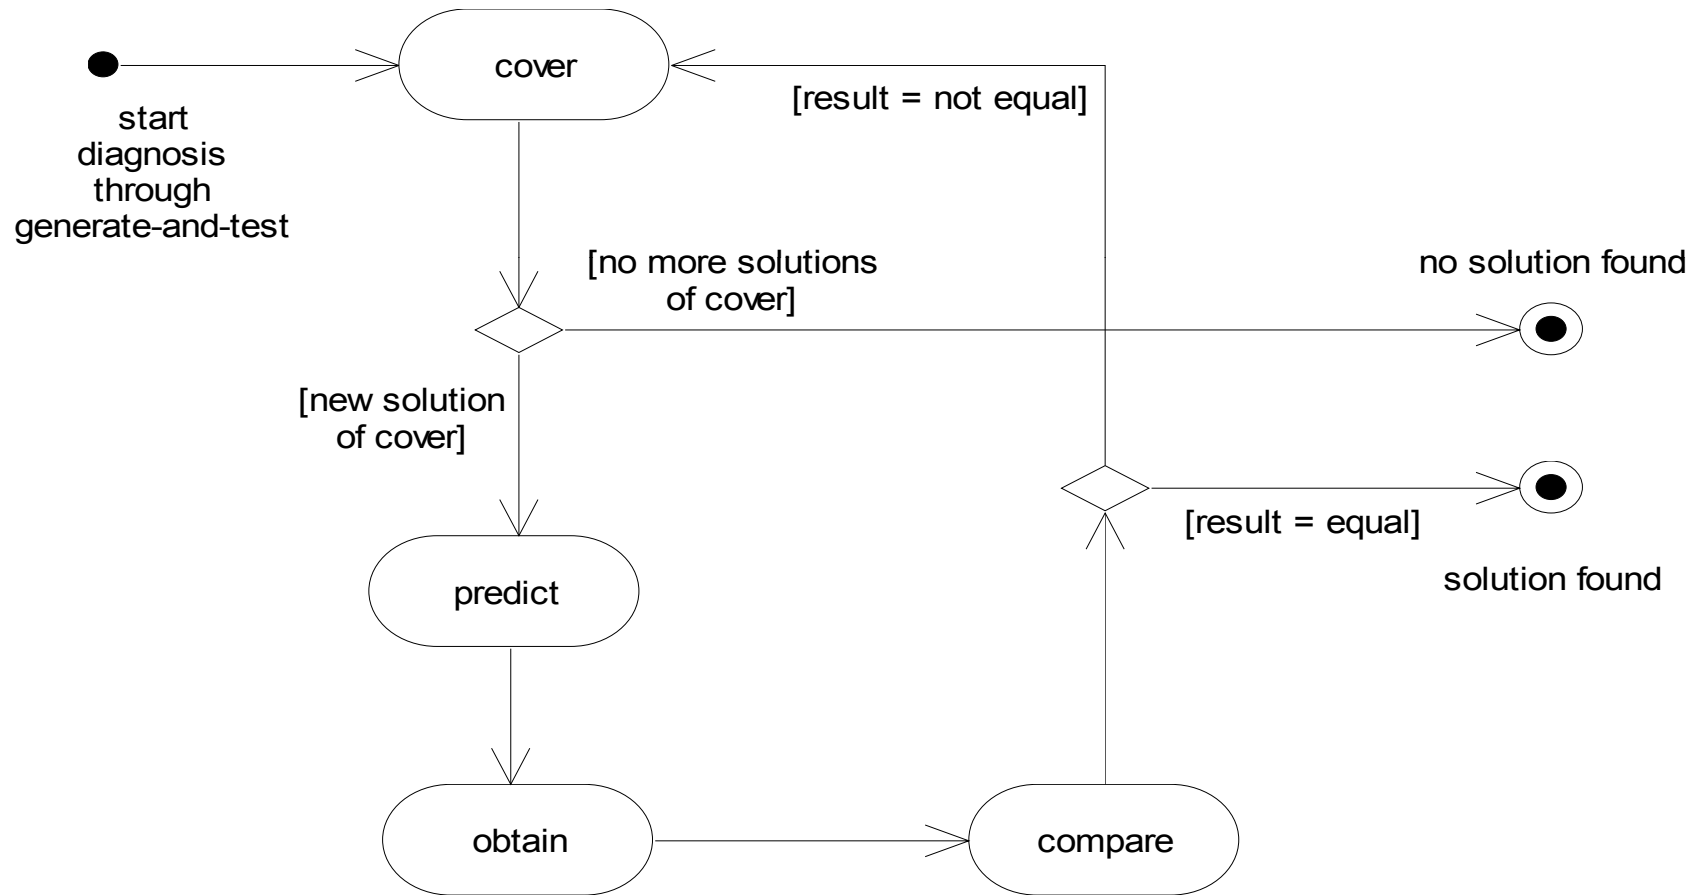 cover
[result = not equal]
start
diagnosis
through
generate-and-test
[no more solutions
of cover]
no solution found
[new solution
of cover]
[result = equal]
solution found
predict
obtain
compare